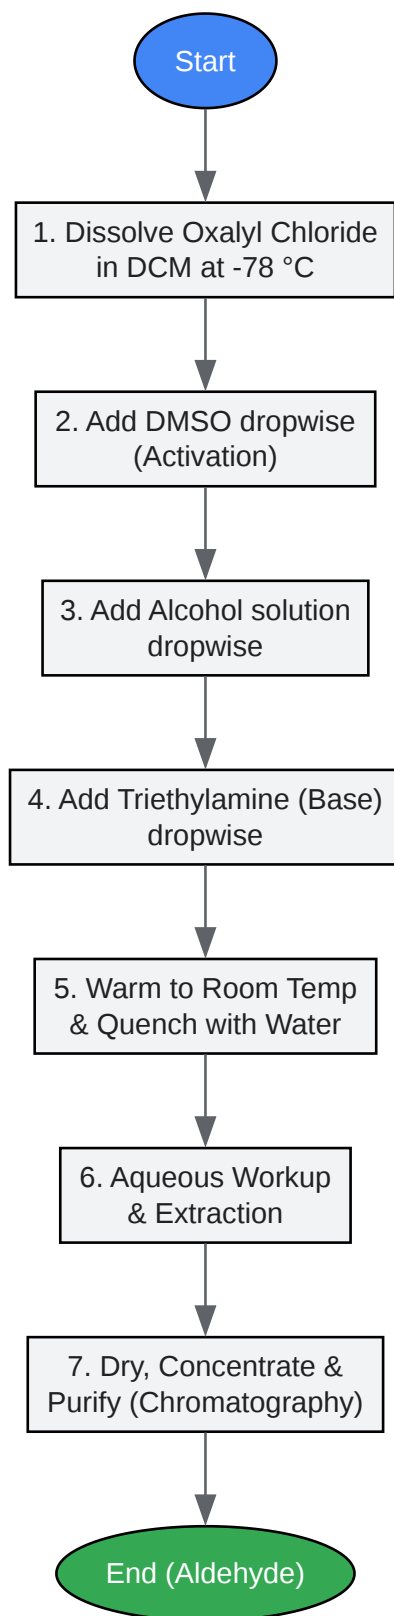 Start
1. Dissolve Oxalyl Chloride
in DCM at -78 °C
2. Add DMSO dropwise
(Activation)
3. Add Alcohol solution
dropwise
4. Add Triethylamine (Base)
dropwise
5. Warm to Room Temp
& Quench with Water
6. Aqueous Workup
& Extraction
7. Dry, Concentrate &
Purify (Chromatography)
End (Aldehyde)